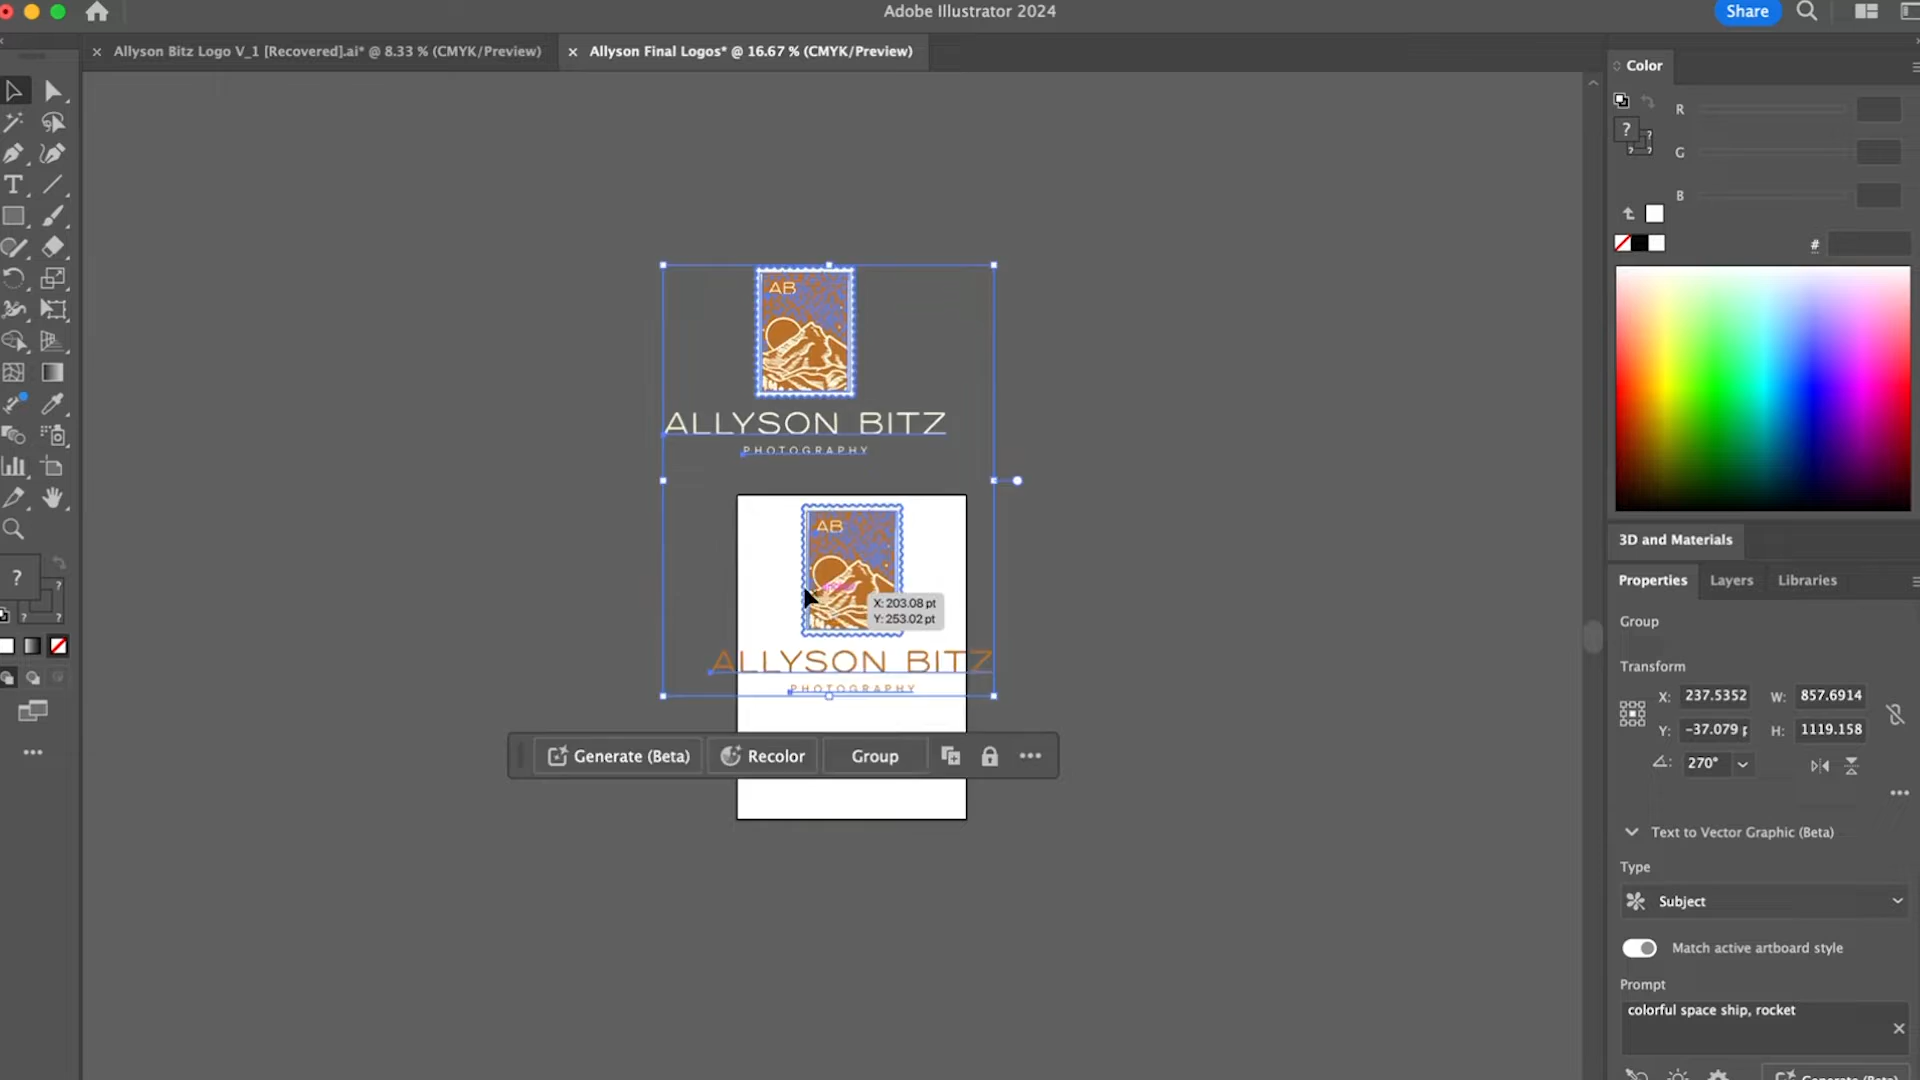 Adobe Illustrator 2024
Share
Allyson Bitz Logo V_1 [Recovered].ai* @ 8.33 % (CMYK/Preview)
Allyson Final Logos* @ 16.67 % (CMYK/Preview)
Color
R
G
B
#
?
?
AB
ALLYSON BITZ
PHOTOGRAPHY
AB
X: 203.08 pt
Y: 253.02 pt
ALLYSON BITZ
PHOTOGRAPHY
Generate (Beta)
Recolor
Group
?
?
?
?
3D and Materials
Properties
Layers
Libraries
Group
Transform
X: 237.5352
W: 857.6914
Y: -37.079 p
H: 1119.158
270°
Text to Vector Graphic (Beta)
Type
Subject
Match active artboard style
Prompt
colorful space ship, rocket
Generate (Beta)